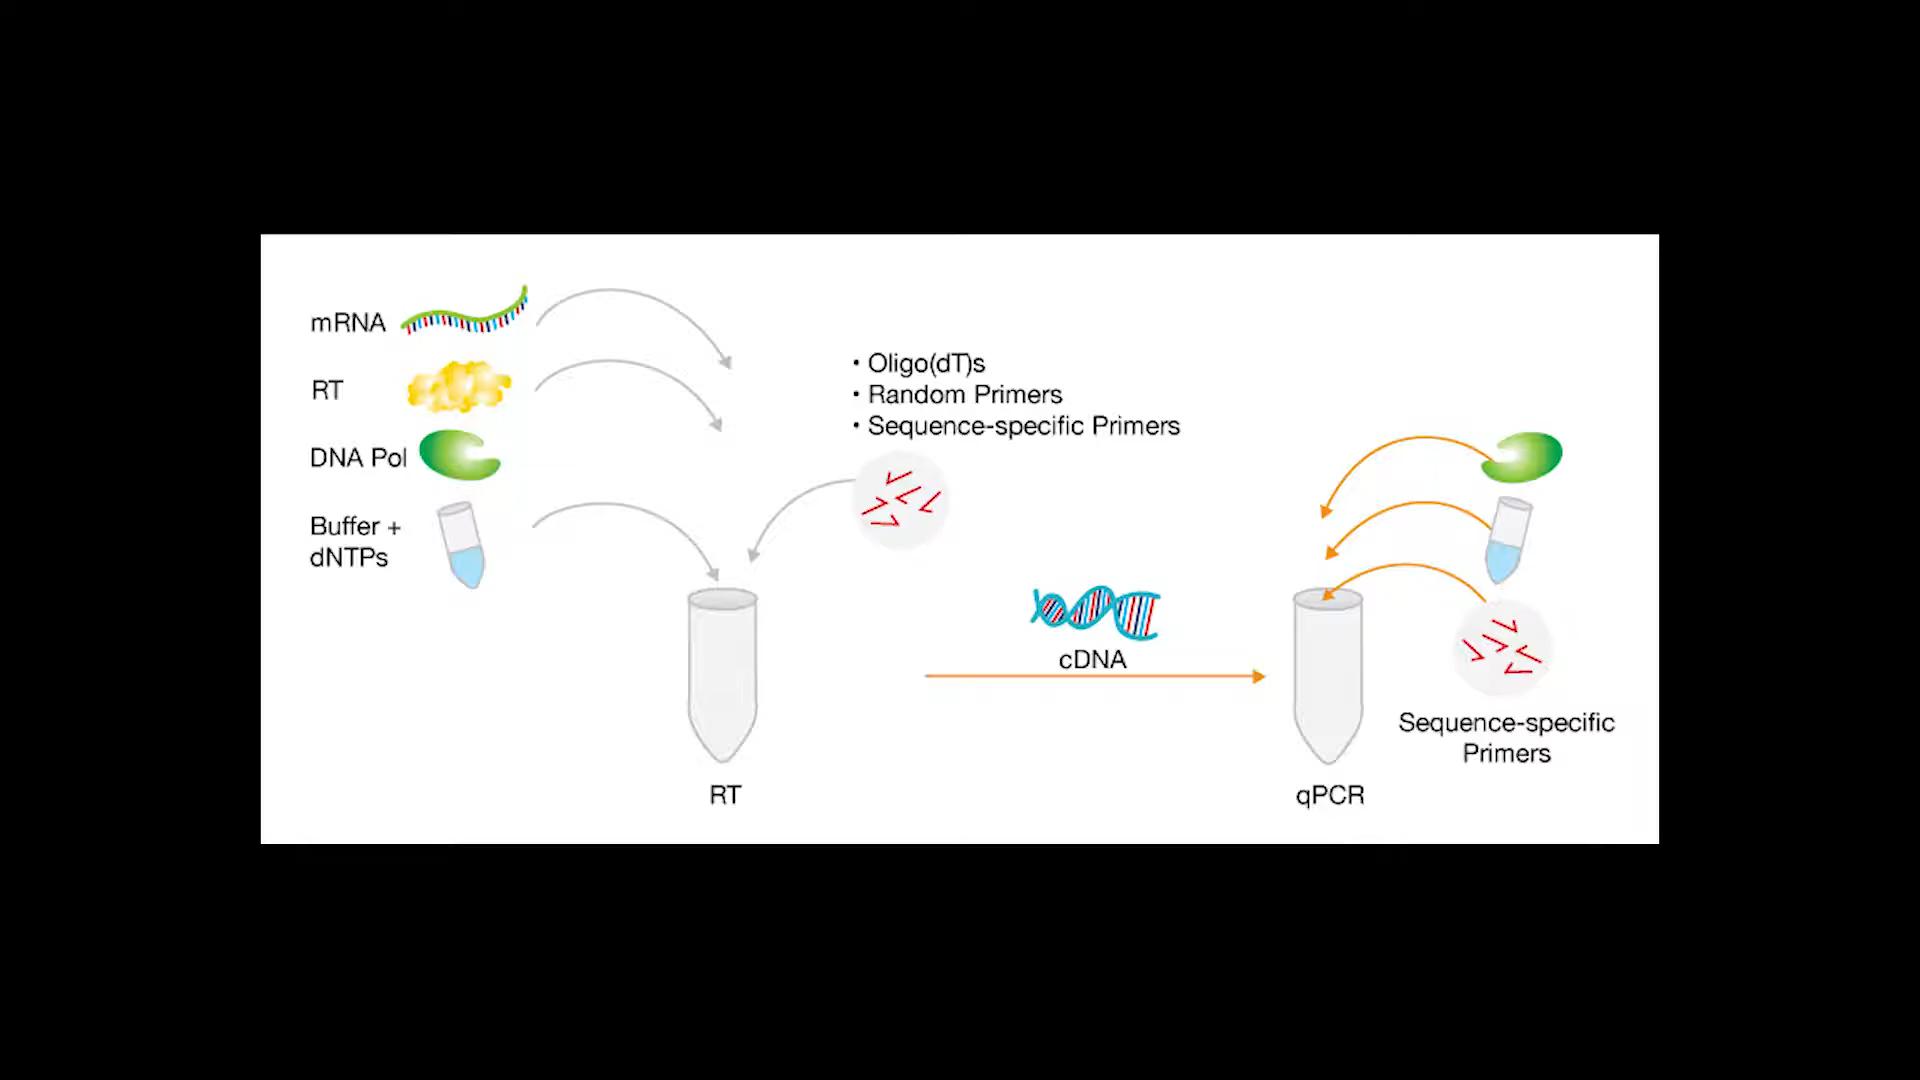 mRNA
RT
DNA Pol
Buffer +
dNTPs
• Oligo(dT)s
• Random Primers
• Sequence-specific Primers
cDNA
Sequence-specific
Primers
RT
qPCR